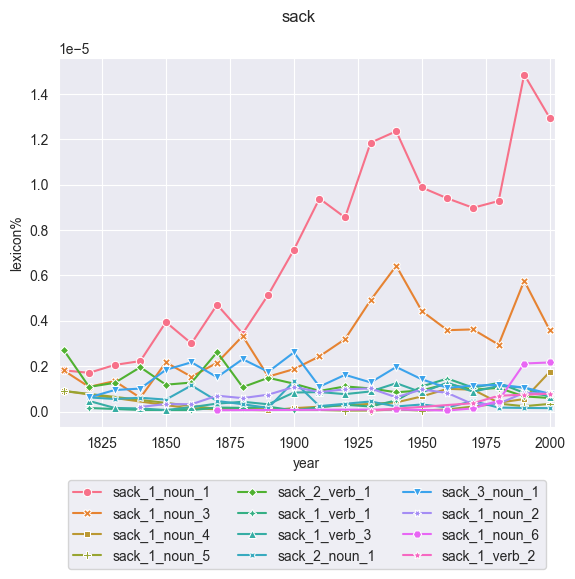 sack
1e−5
1.4
1.2
1.0
0.8
0.6
0.4
0.2
0.0
lexicon%
1825 1850 1875 1900 1925 1950 1975 2000
year
sack_1_noun_1 sack_2_verb_1 sack_3_noun_1
sack_1_noun_3 sack_1_verb_1 sack_1_noun_2
sack_1_noun_4 sack_1_verb_3 sack_1_noun_6
sack_1_noun_5 sack_2_noun_1 sack_1_verb_2